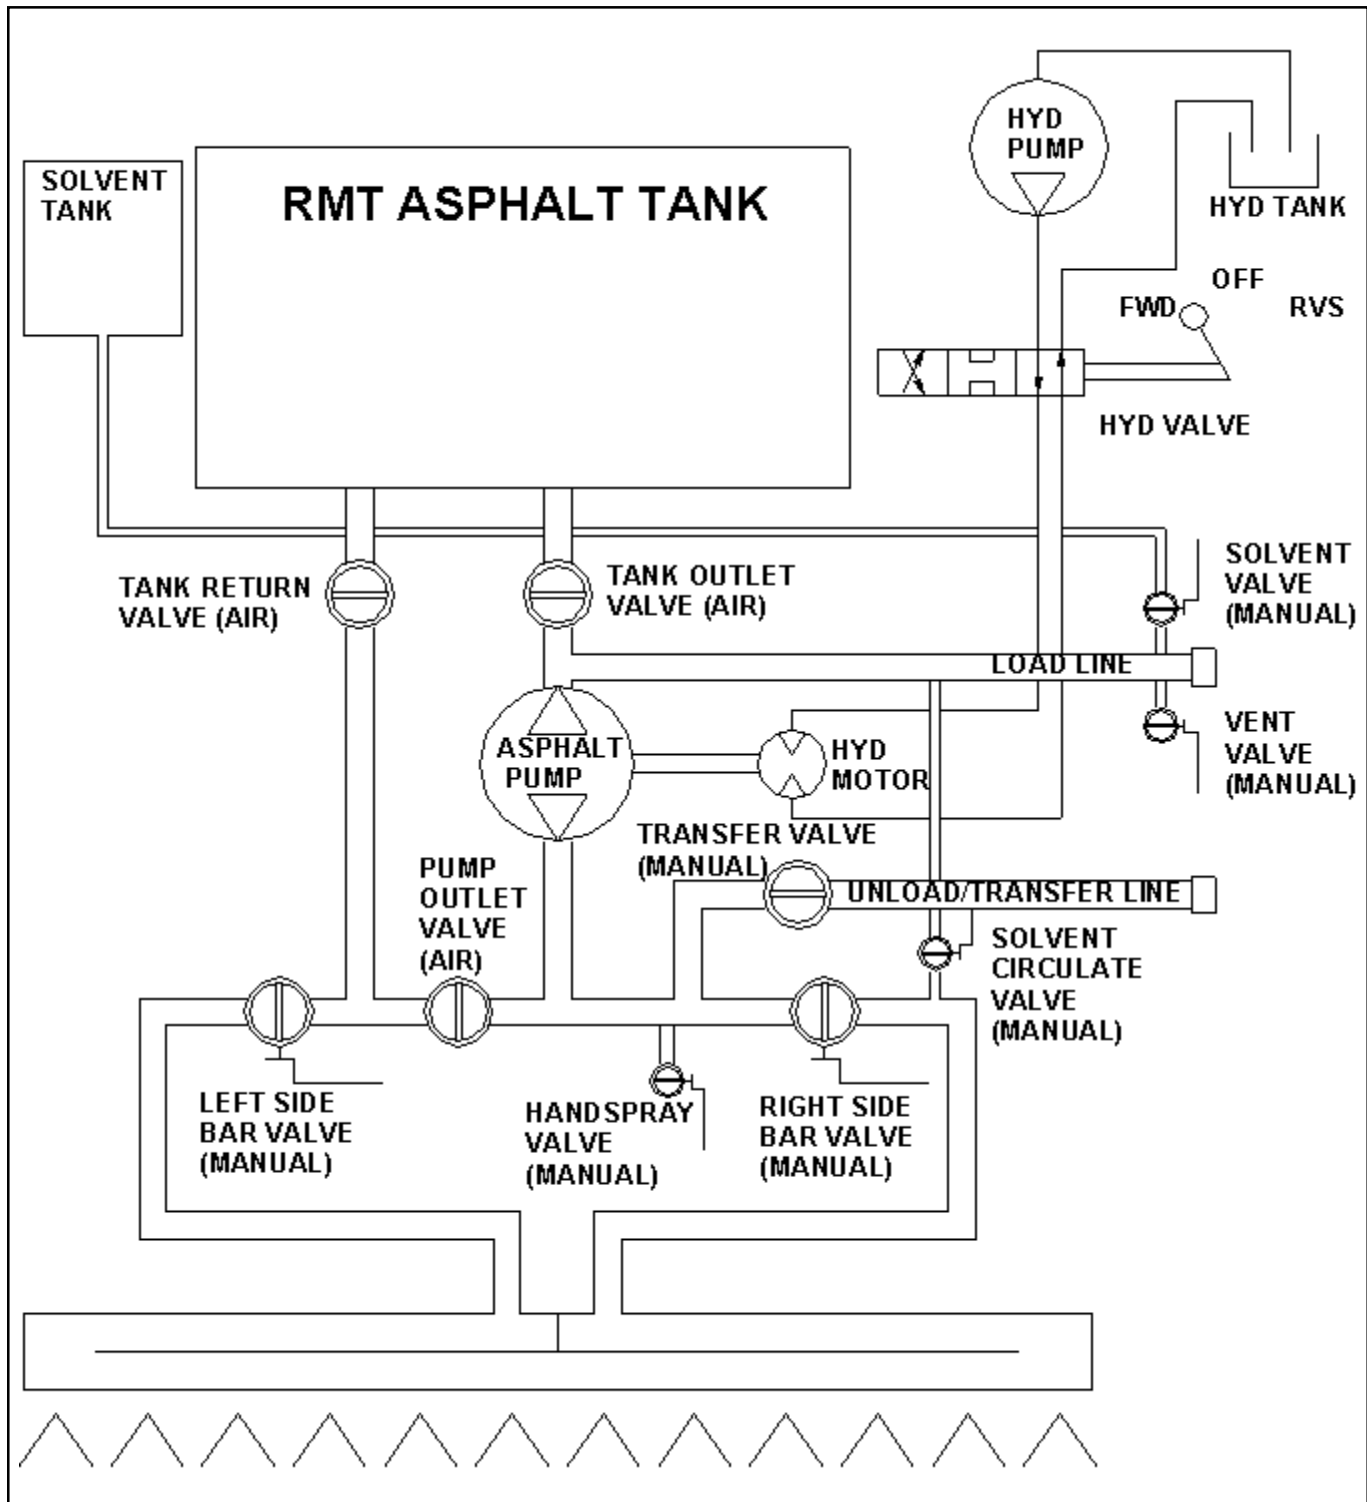 HYD
PUMP
SOLVENT
TANK
RMT ASPHALT TANK
HYD TANK
OFF
FWD
RVS
HYD VALVE
TANK RETURN
VALVE (AIR)
TANK OUTLET
VALVE (AIR)
SOLVENT
VALVE
(MANUAL)
LOAD LINE
ASPHALT
PUMP
HYD
MOTOR
VENT
VALVE
(MANUAL)
TRANSFER VALVE
(MANUAL)
PUMP
OUTLET
VALVE
(AIR)
UNLOAD/TRANSFER LINE
SOLVENT
CIRCULATE
VALVE
(MANUAL)
LEFT SIDE
BAR VALVE
(MANUAL)
HANDSPRAY
VALVE
(MANUAL)
RIGHT SIDE
BAR VALVE
(MANUAL)